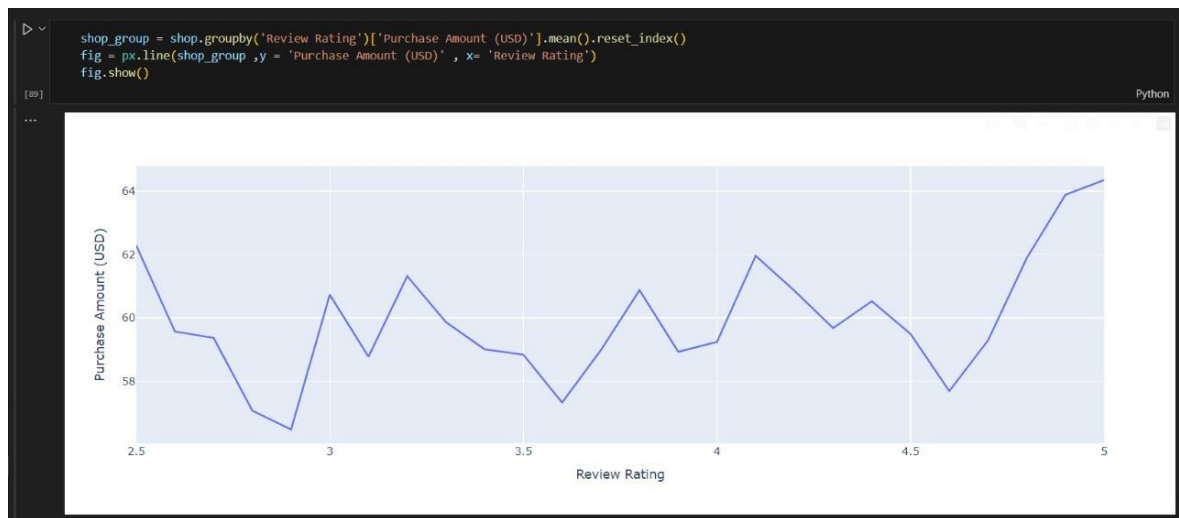 shop_group = shop.groupby('Review Rating')['Purchase Amount (USD)'].mean().reset_index()
fig = px.line(shop_group ,y = 'Purchase Amount (USD)' , x= 'Review Rating')
fig.show()
[89]
Python
...
64
62
60
58
Purchase Amount (USD)
2.5 3 3.5 4 4.5 5
Review Rating